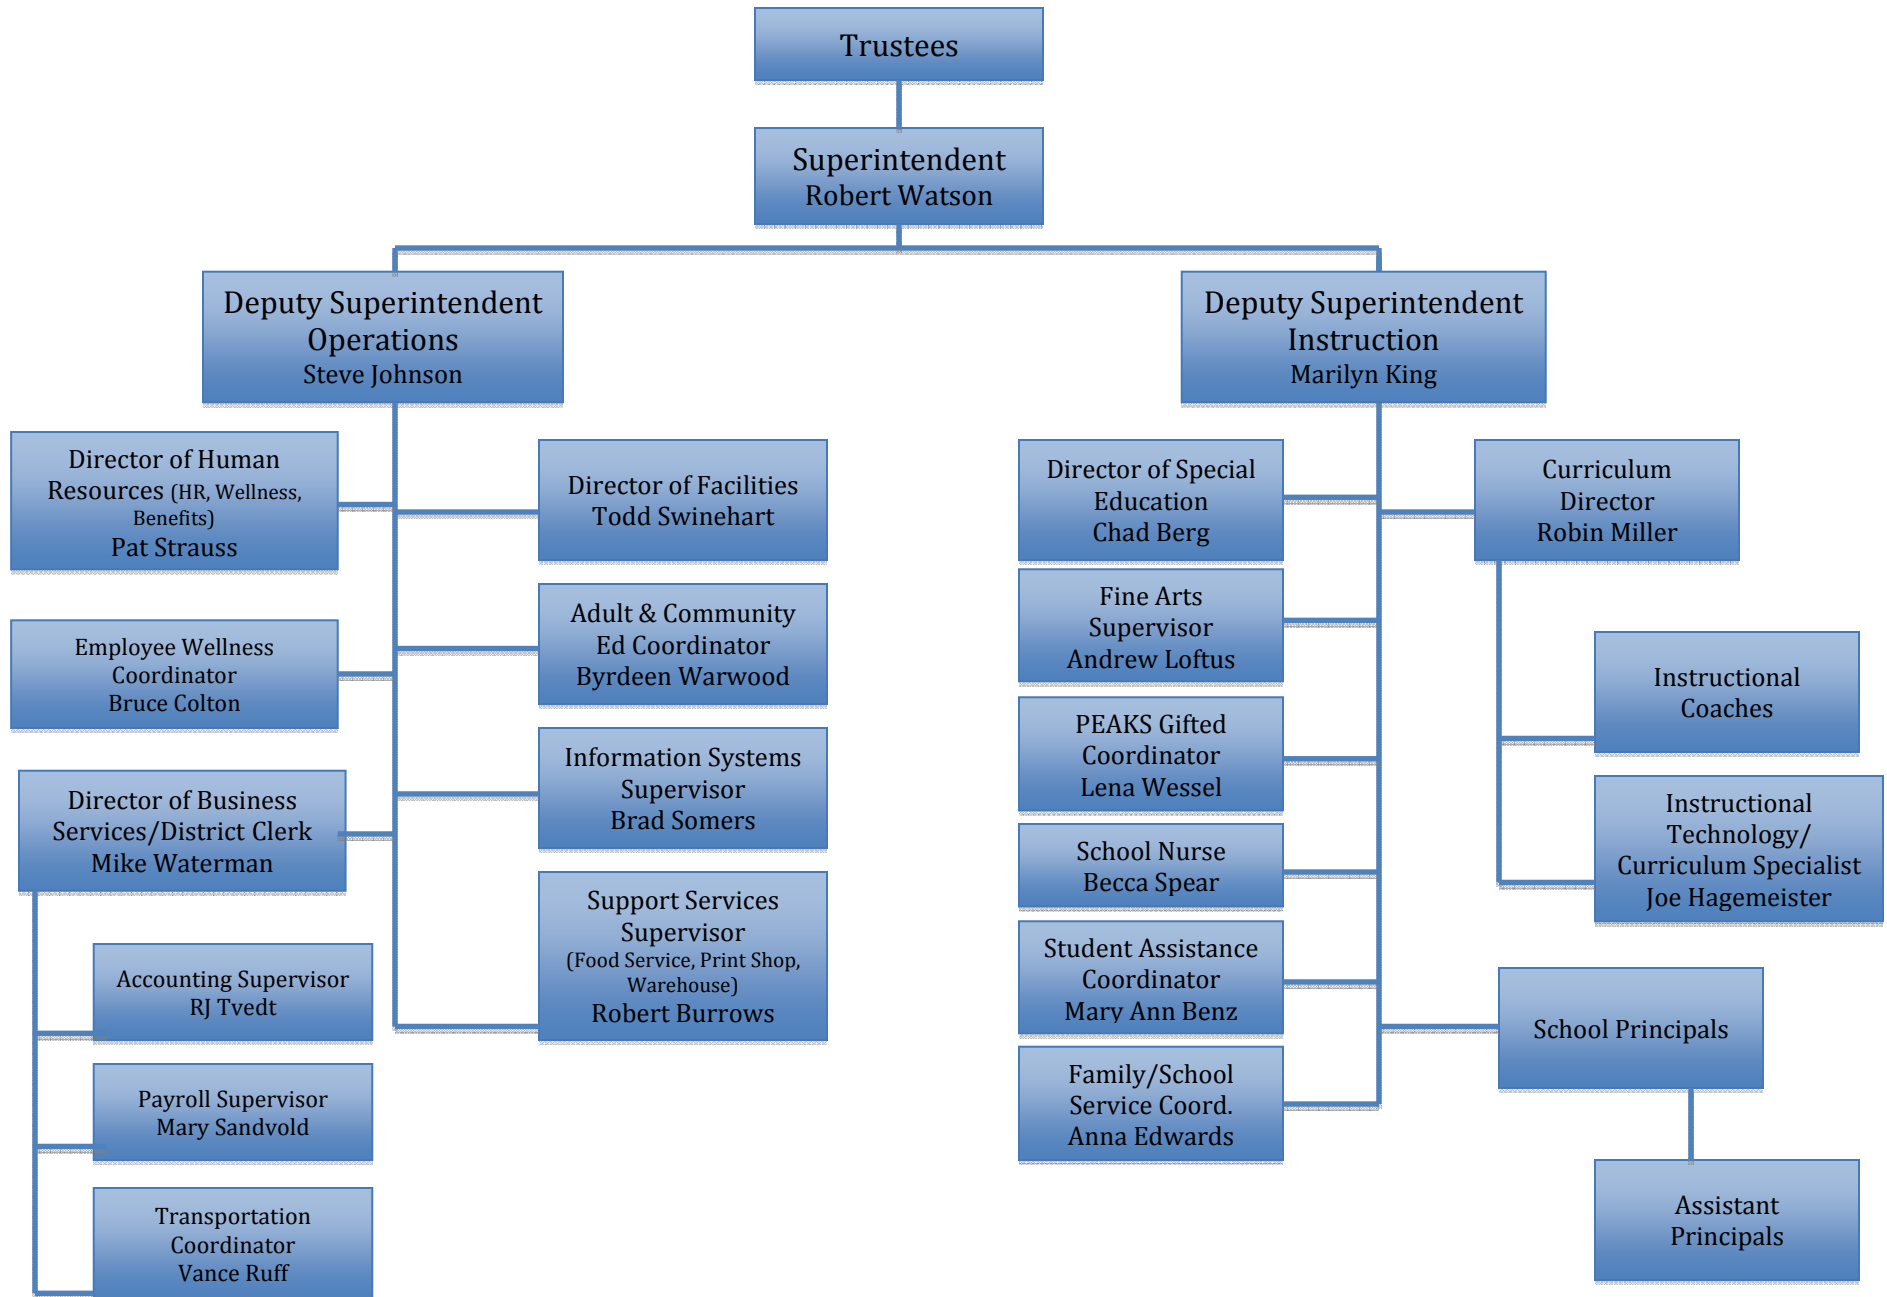 Trustees
Superintendent
Robert Watson
Deputy Superintendent
Operations
Steve Johnson
Deputy Superintendent
Instruction
Marilyn King
Director of Human
Resources (HR, Wellness,
Benefits)
Pat Strauss
Employee Wellness
Coordinator
Bruce Colton
Director of Business
Services/District Clerk
Mike Waterman
Accounting Supervisor
RJ Tvedt
Payroll Supervisor
Mary Sandvold
Transportation
Coordinator
Vance Ruff
Director of Facilities
Todd Swinehart
Adult & Community
Ed Coordinator
Byrdeen Warwood
Information Systems
Supervisor
Brad Somers
Support Services
Supervisor
(Food Service, Print Shop,
Warehouse)
Robert Burrows
Director of Special
Education
Chad Berg
Fine Arts
Supervisor
Andrew Loftus
PEAKS Gifted
Coordinator
Lena Wessel
School Nurse
Becca Spear
Student Assistance
Coordinator
Mary Ann Benz
Family/School
Service Coord.
Anna Edwards
Curriculum
Director
Robin Miller
Instructional
Coaches
Instructional
Technology/
Curriculum Specialist
Joe Hagemeister
School Principals
Assistant
Principals